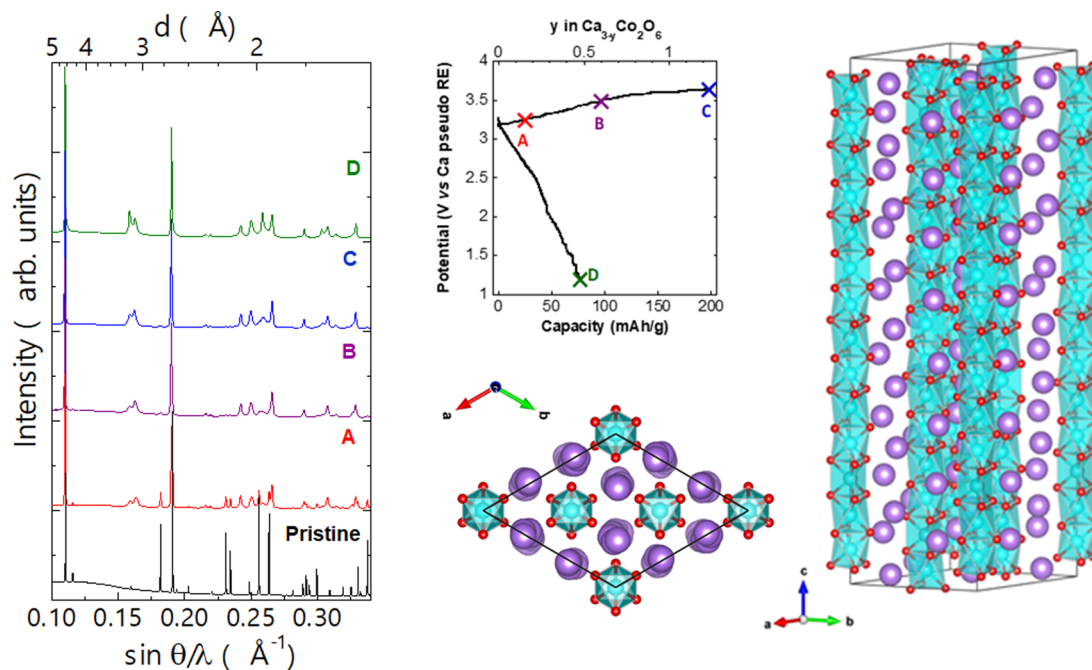 d ( Å)
5 4 3 2
Intensity ( arb. units)
D
C
B
A
Pristine
0.10 0.15 0.20 0.25 0.30
sin θ/λ ( Å⁻¹)
y in Ca₃₋yCo₂O₆
0 0.5 1
Potential (V vs Ca pseudo RE)
4
3.5
3
2.5
2
1.5
1
A
B
C
D
0 50 100 150 200
Capacity (mAh/g)
a
c
b
c
a
b